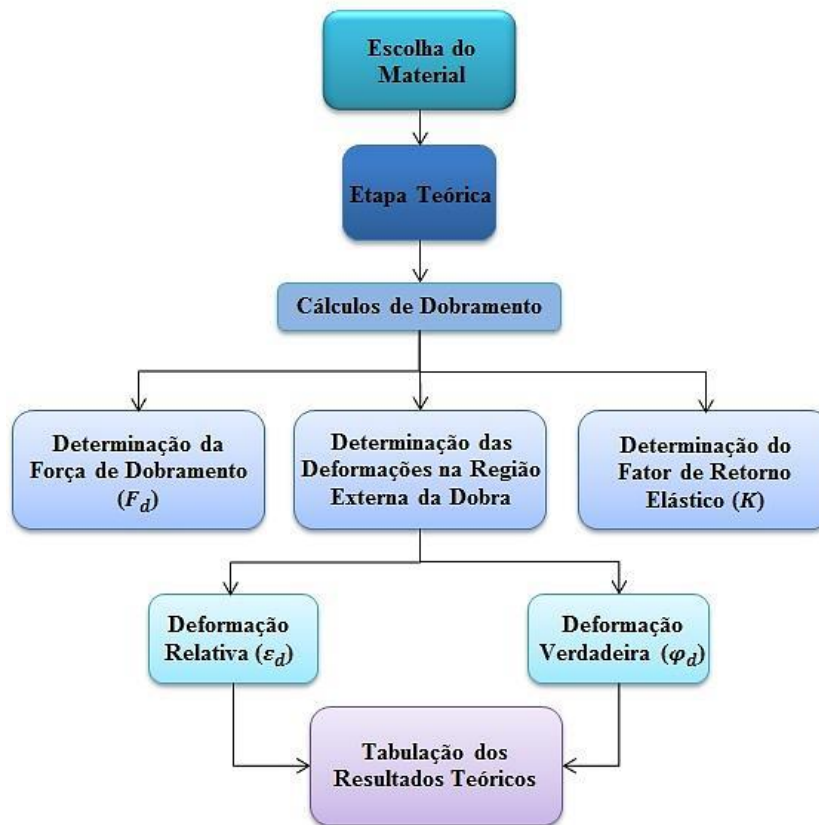 Escolha do
Material
Etapa Teórica
Cálculos de Dobramento
Determinação da
Força de Dobramento
(F_d)
Determinação das
Deformações na Região
Externa da Dobra
Determinação do
Fator de Retorno
Elástico (K)
Deformação
Relativa (ε_d)
Deformação
Verdadeira (φ_d)
Tabulação dos
Resultados Teóricos